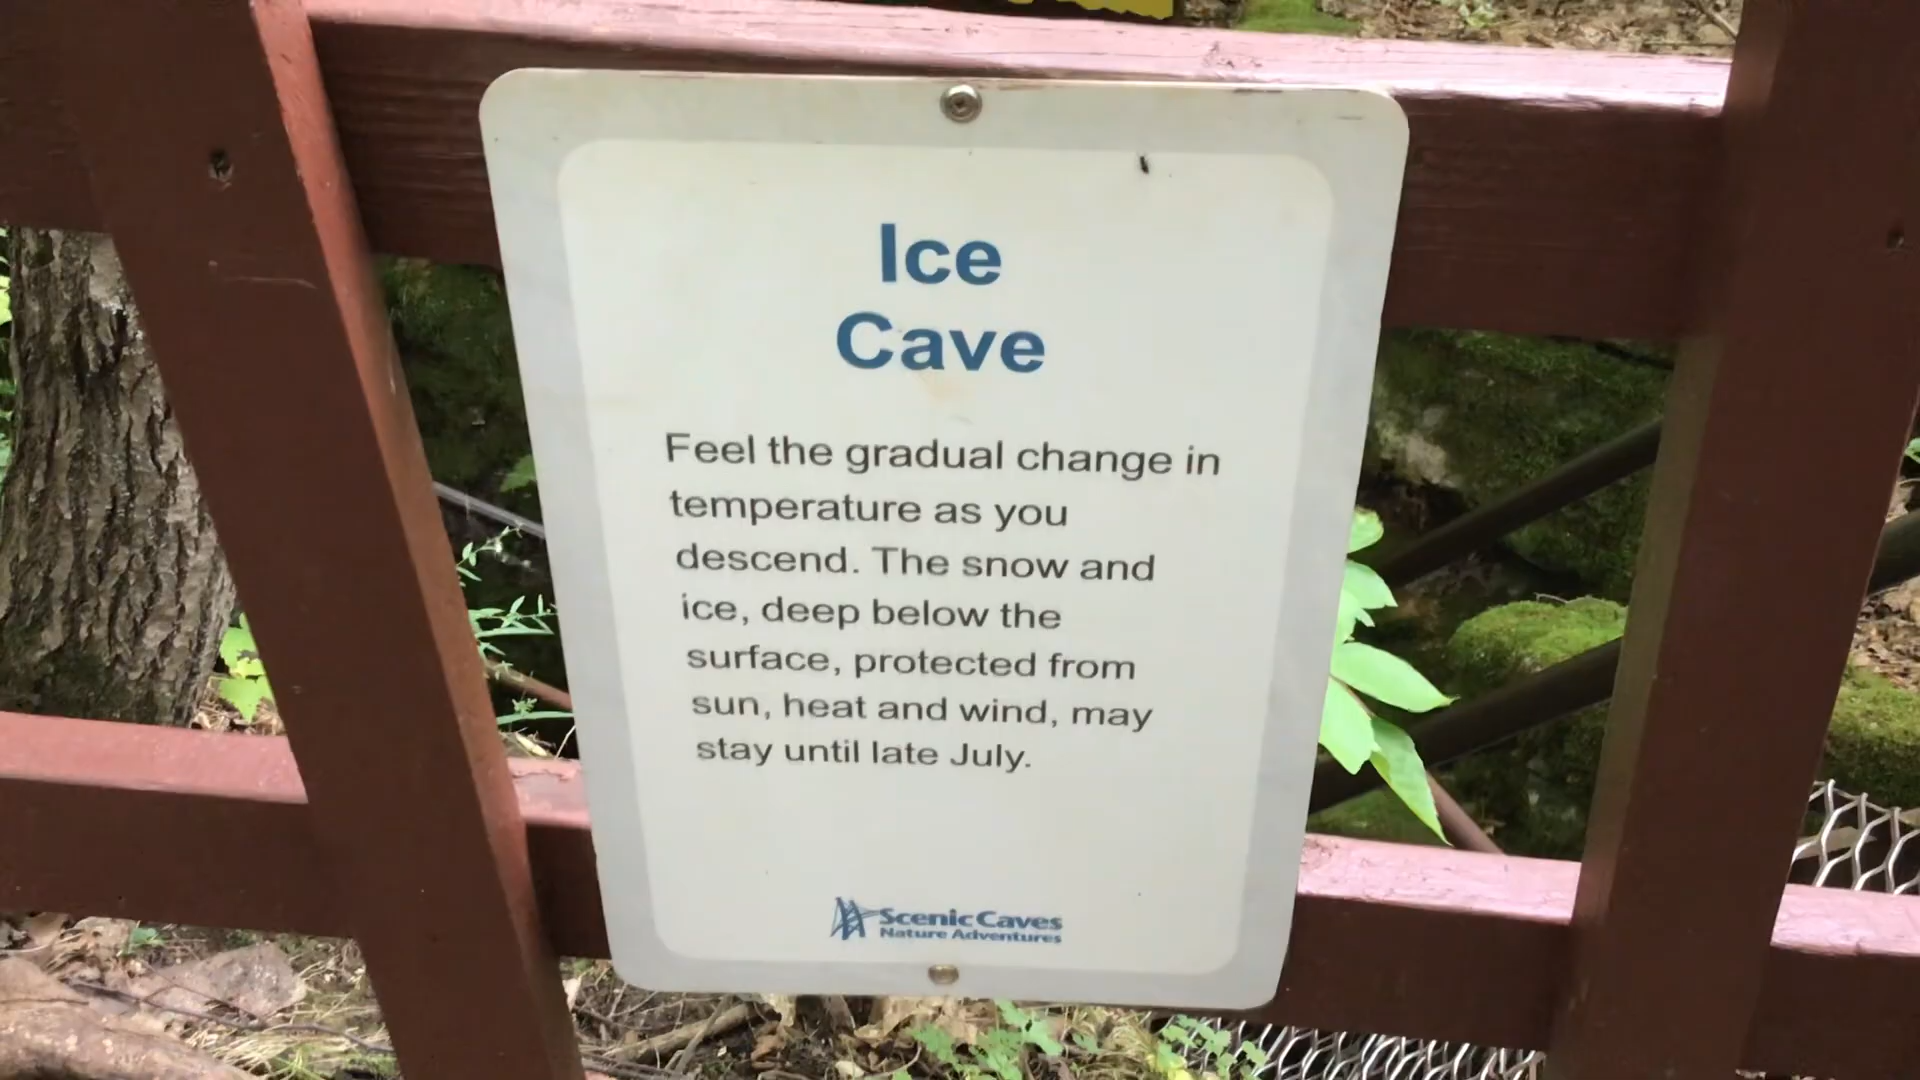 Ice
Cave
Feel the gradual change in
temperature as you
descend. The snow and
ice, deep below the
surface, protected from
sun, heat and wind, may
stay until late July.
Scenic Caves
Nature Adventures